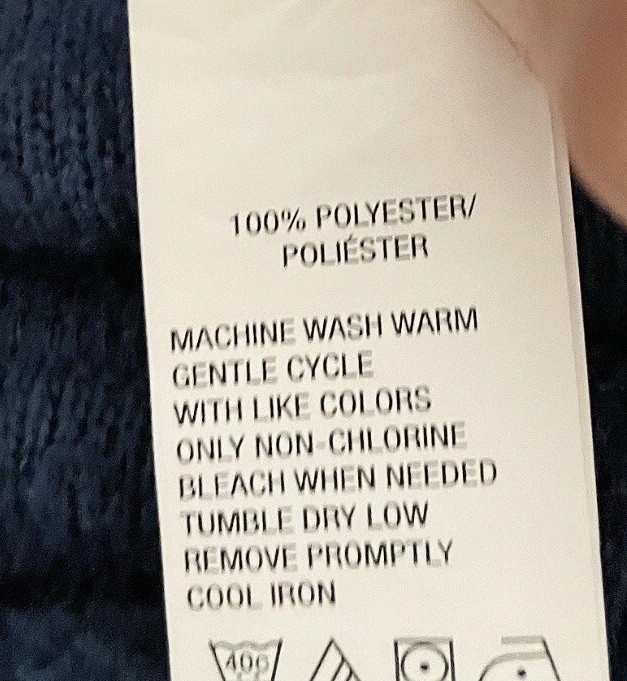 100% POLYESTER/
POLIÉSTER
MACHINE WASH WARM
GENTLE CYCLE
WITH LIKE COLORS
ONLY NON-CHLORINE
BLEACH WHEN NEEDED
TUMBLE DRY LOW
REMOVE PROMPTLY
COOL IRON